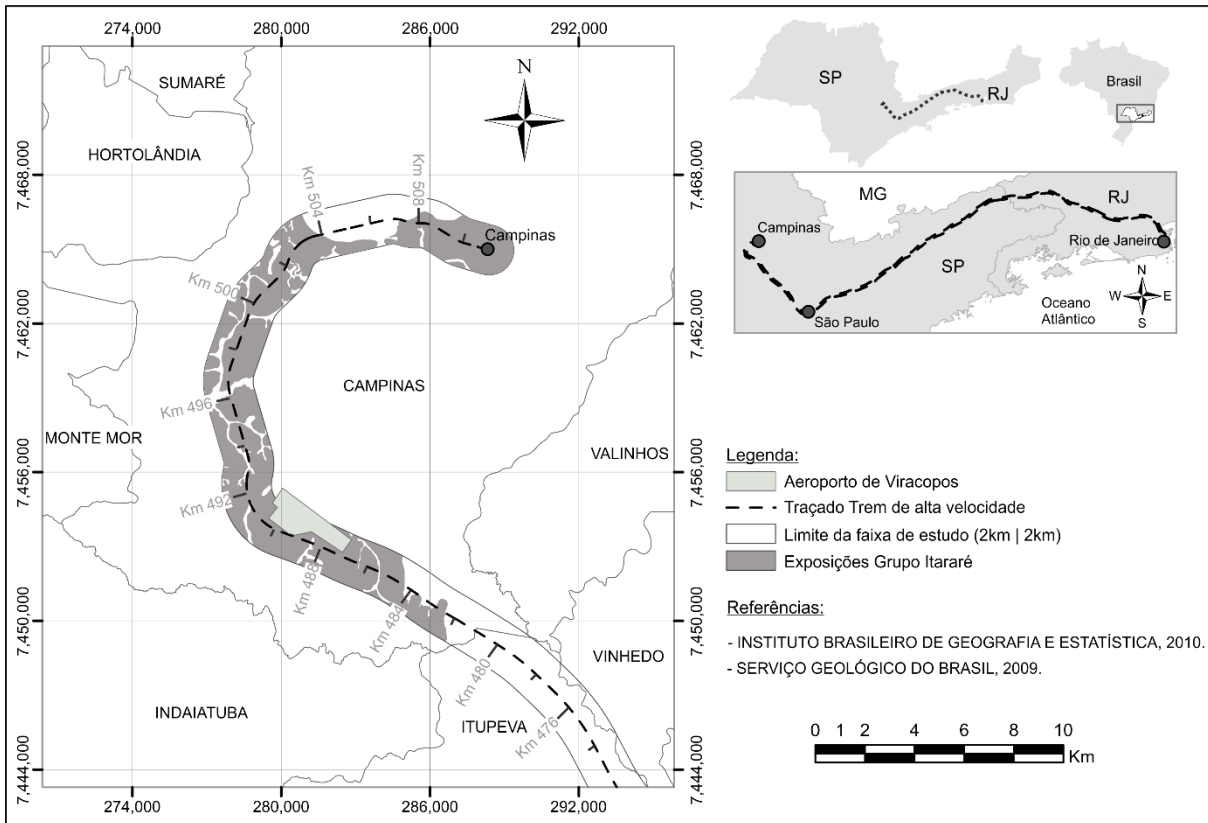 274,000
280,000
286,000
292,000
SUMARÉ
HORTOLÂNDIA
N
7,468,000
7,468,000
Km 508
Km 504
Campinas
Km 500
7,462,000
7,462,000
CAMPINAS
Km 496
MONTE MOR
VALINHOS
7,456,000
7,456,000
Km 492
Km 488
Km 484
7,450,000
7,450,000
VINHEDO
Km 480
INDAIATUBA
ITUPEVA
Km 476
7,444,000
7,444,000
274,000
280,000
286,000
292,000
SP
RJ
Brasil
MG
RJ
Campinas
Rio de Janeiro
SP
N
W
E
S
São Paulo
Oceano
Atlântico
Legenda:
Aeroporto de Viracopos
Traçado Trem de alta velocidade
Limite da faixa de estudo (2km | 2km)
Exposições Grupo Itararé
Referências:
- INSTITUTO BRASILEIRO DE GEOGRAFIA E ESTATÍSTICA, 2010.
- SERVIÇO GEOLÓGICO DO BRASIL, 2009.
0 1 2 4 6 8 10
Km